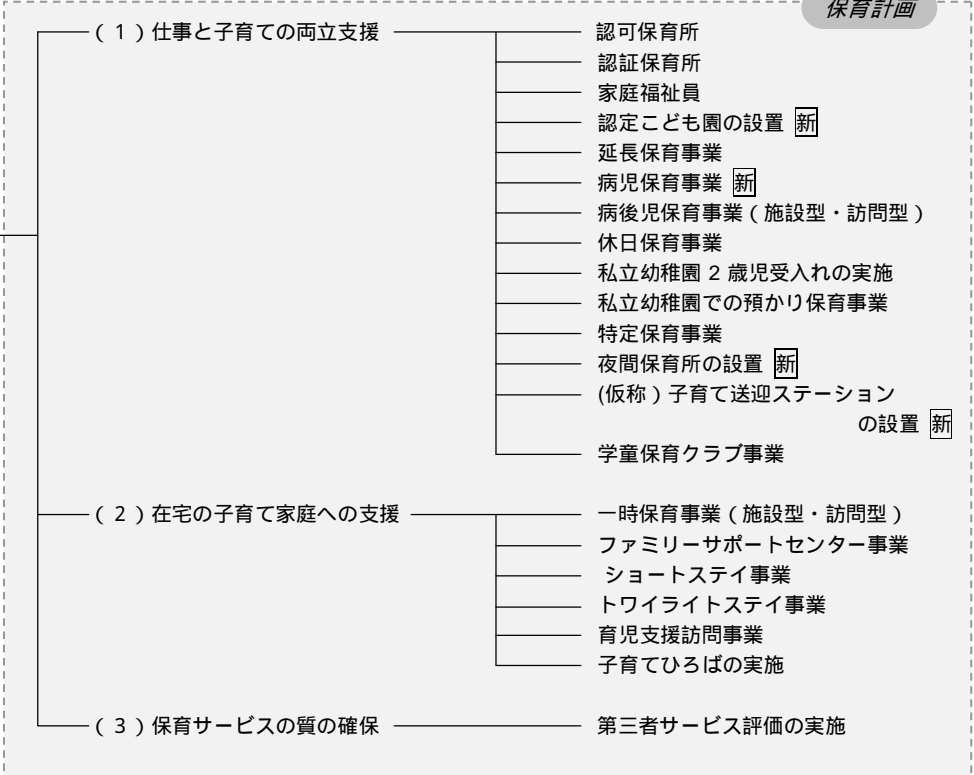 保育計画
(１)仕事と子育ての両立支援
認可保育所
認証保育所
家庭福祉員
認定こども園の設置 新
延長保育事業
病児保育事業 新
病後児保育事業(施設型・訪問型)
休日保育事業
私立幼稚園２歳児受入れの実施
私立幼稚園での預かり保育事業
特定保育事業
夜間保育所の設置 新
(仮称)子育て送迎ステーション
の設置 新
学童保育クラブ事業
(２)在宅の子育て家庭への支援
一時保育事業(施設型・訪問型)
ファミリーサポートセンター事業
ショートステイ事業
トワイライトステイ事業
育児支援訪問事業
子育てひろばの実施
(３)保育サービスの質の確保
第三者サービス評価の実施